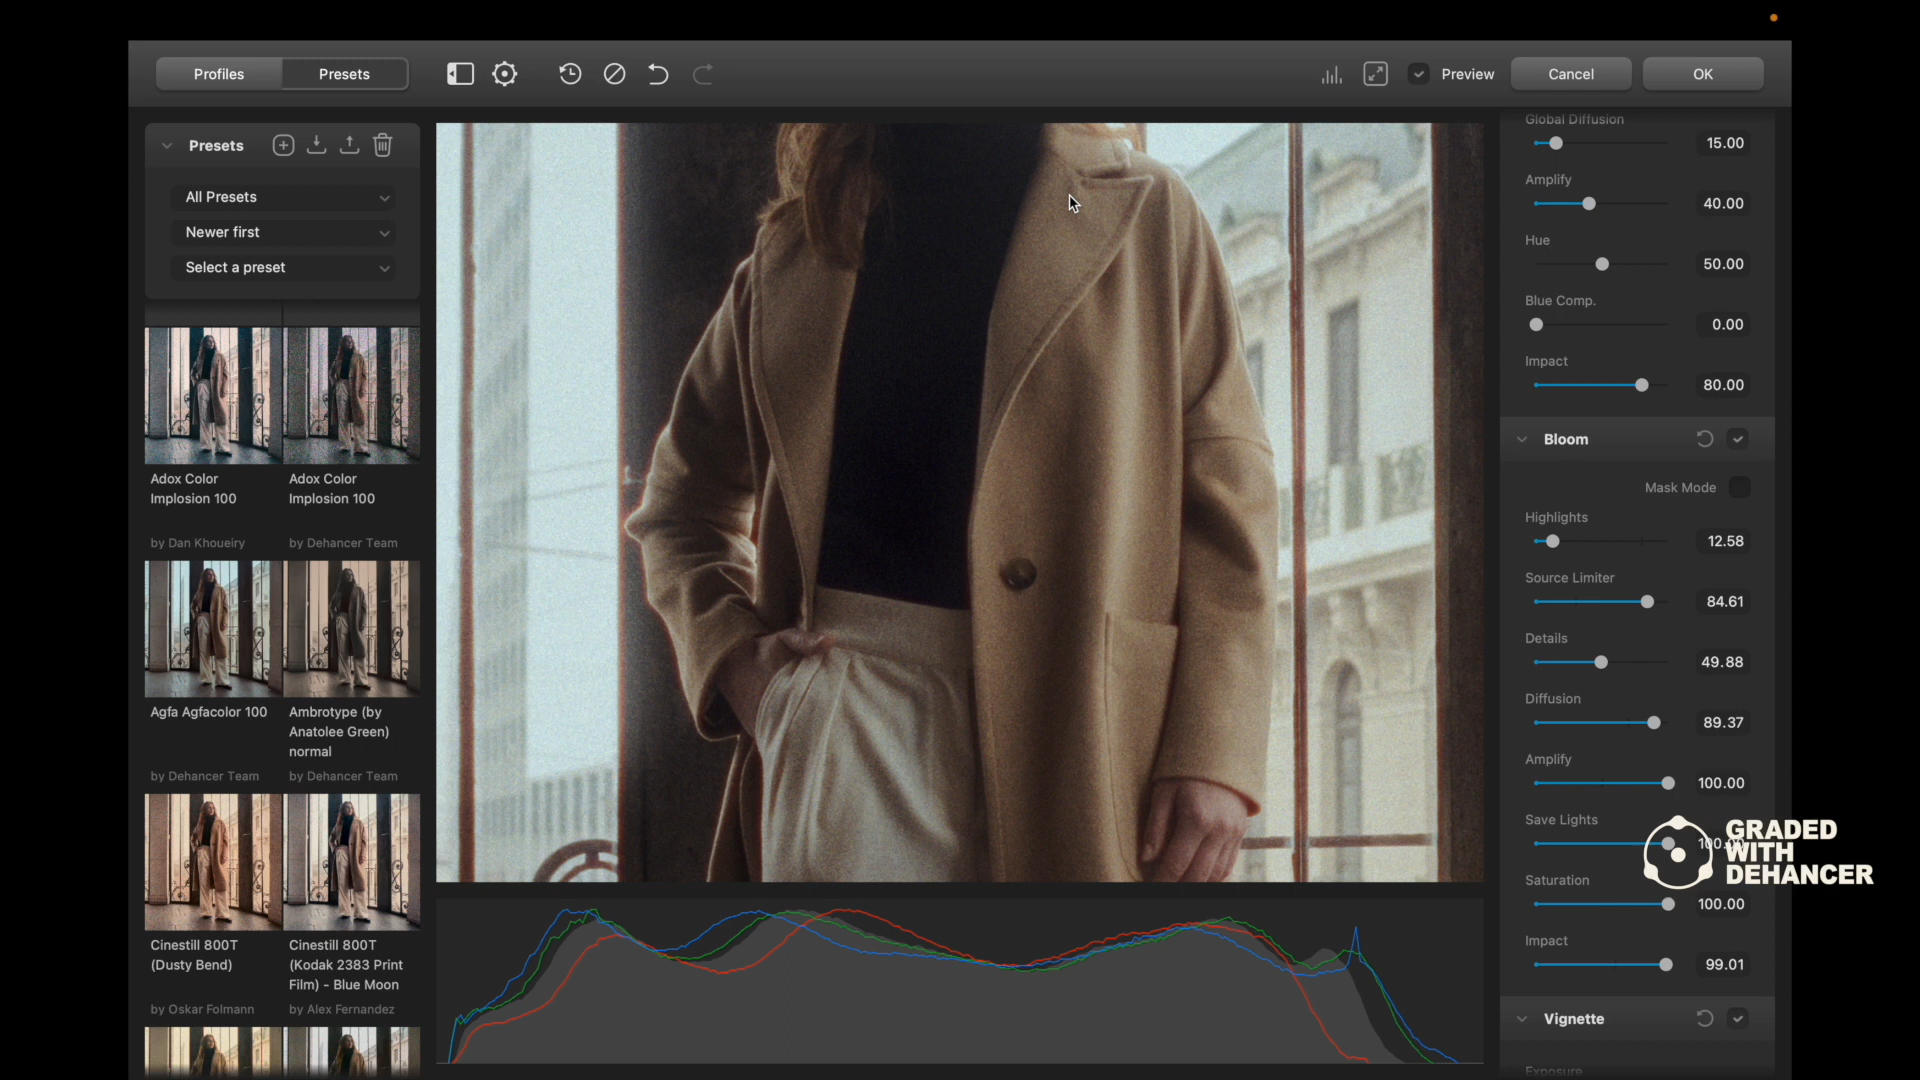 Profiles
Presets
Preview
Cancel
OK
Presets
All Presets
Newer first
Select a preset
Adox Color
Implosion 100
by Dan Khoueiry
Adox Color
Implosion 100
by Dehancer Team
Agfa Agfacolor 100
by Dehancer Team
Ambrotype (by
Anatolee Green)
normal
by Dehancer Team
Cinestill 800T
(Dusty Bend)
by Oskar Folmann
Cinestill 800T
(Kodak 2383 Print
Film) - Blue Moon
by Alex Fernandez
Global Diffusion
15.00
Amplify
40.00
Hue
50.00
Blue Comp.
0.00
Impact
80.00
Bloom
Mask Mode
Highlights
12.58
Source Limiter
84.61
Details
49.88
Diffusion
89.37
Amplify
100.00
Save Lights
Saturation
100.00
Impact
99.01
Vignette
Exposure
GRADED
WITH
DEHANCER